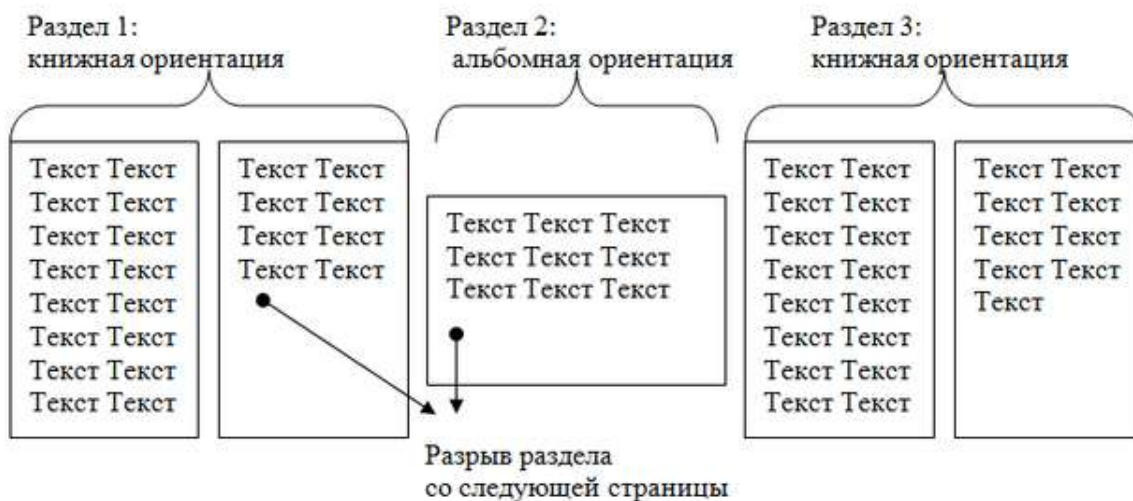 Раздел 1:
книжная ориентация
Раздел 2:
альбомная ориентация
Раздел 3:
книжная ориентация
Текст Текст
Текст Текст
Текст Текст
Текст Текст
Текст Текст
Текст Текст
Текст Текст
Текст Текст
Текст Текст
Текст Текст
Текст Текст
Текст Текст
Текст Текст Текст
Текст Текст Текст
Текст Текст Текст
Текст Текст
Текст Текст
Текст Текст
Текст Текст
Текст Текст
Текст Текст
Текст Текст
Текст Текст
Текст Текст
Текст Текст
Текст Текст
Текст Текст
Текст
Разрыв раздела
со следующей страницы